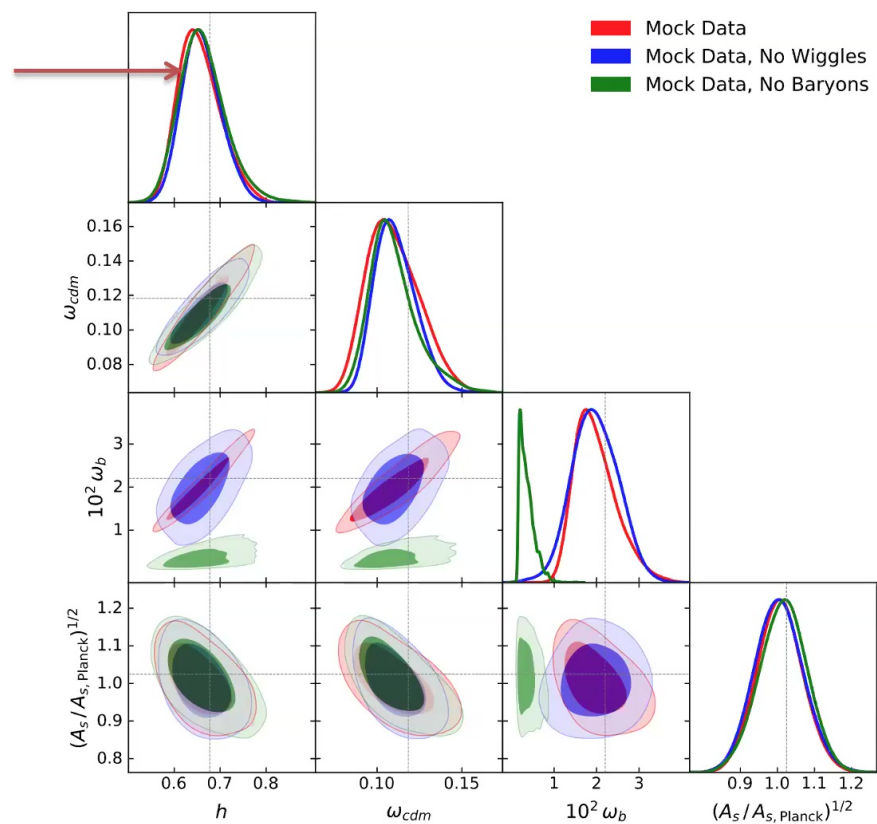 Mock Data
Mock Data, No Wiggles
Mock Data, No Baryons
0.16
0.14
0.12
0.10
0.08
ω_cdm
3
2
1
10² ω_b
1.2
1.1
1.0
0.9
0.8
(A_s/A_s,Planck)^1/2
0.6 0.7 0.8
0.10 0.15
1 2 3
0.9 1.0 1.1 1.2
h
ω_cdm
10² ω_b
(A_s/A_s,Planck)^1/2